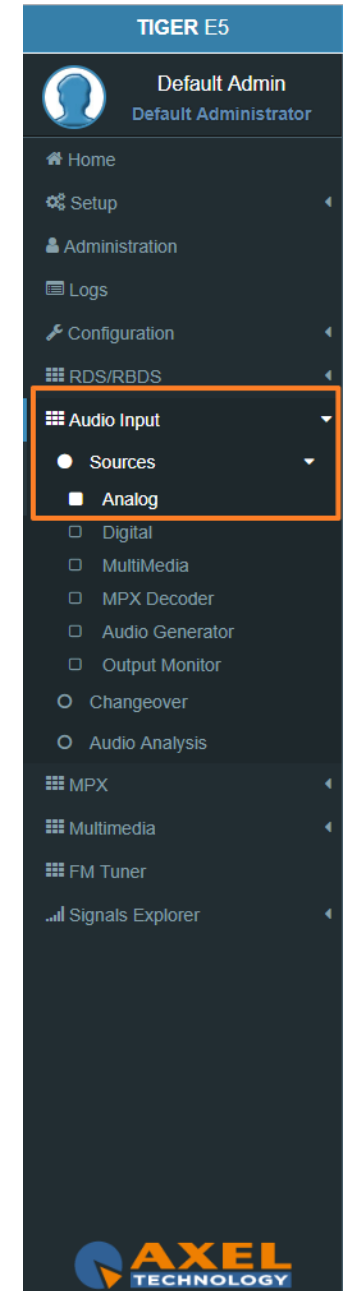 TIGER E5
Default Admin
Default Administrator
Home
Setup
Administration
Logs
Configuration
RDS/RBDS
Audio Input
Sources
Analog
Digital
MultiMedia
MPX Decoder
Audio Generator
Output Monitor
Changeover
Audio Analysis
MPX
Multimedia
FM Tuner
Signals Explorer
AXEL
TECHNOLOGY